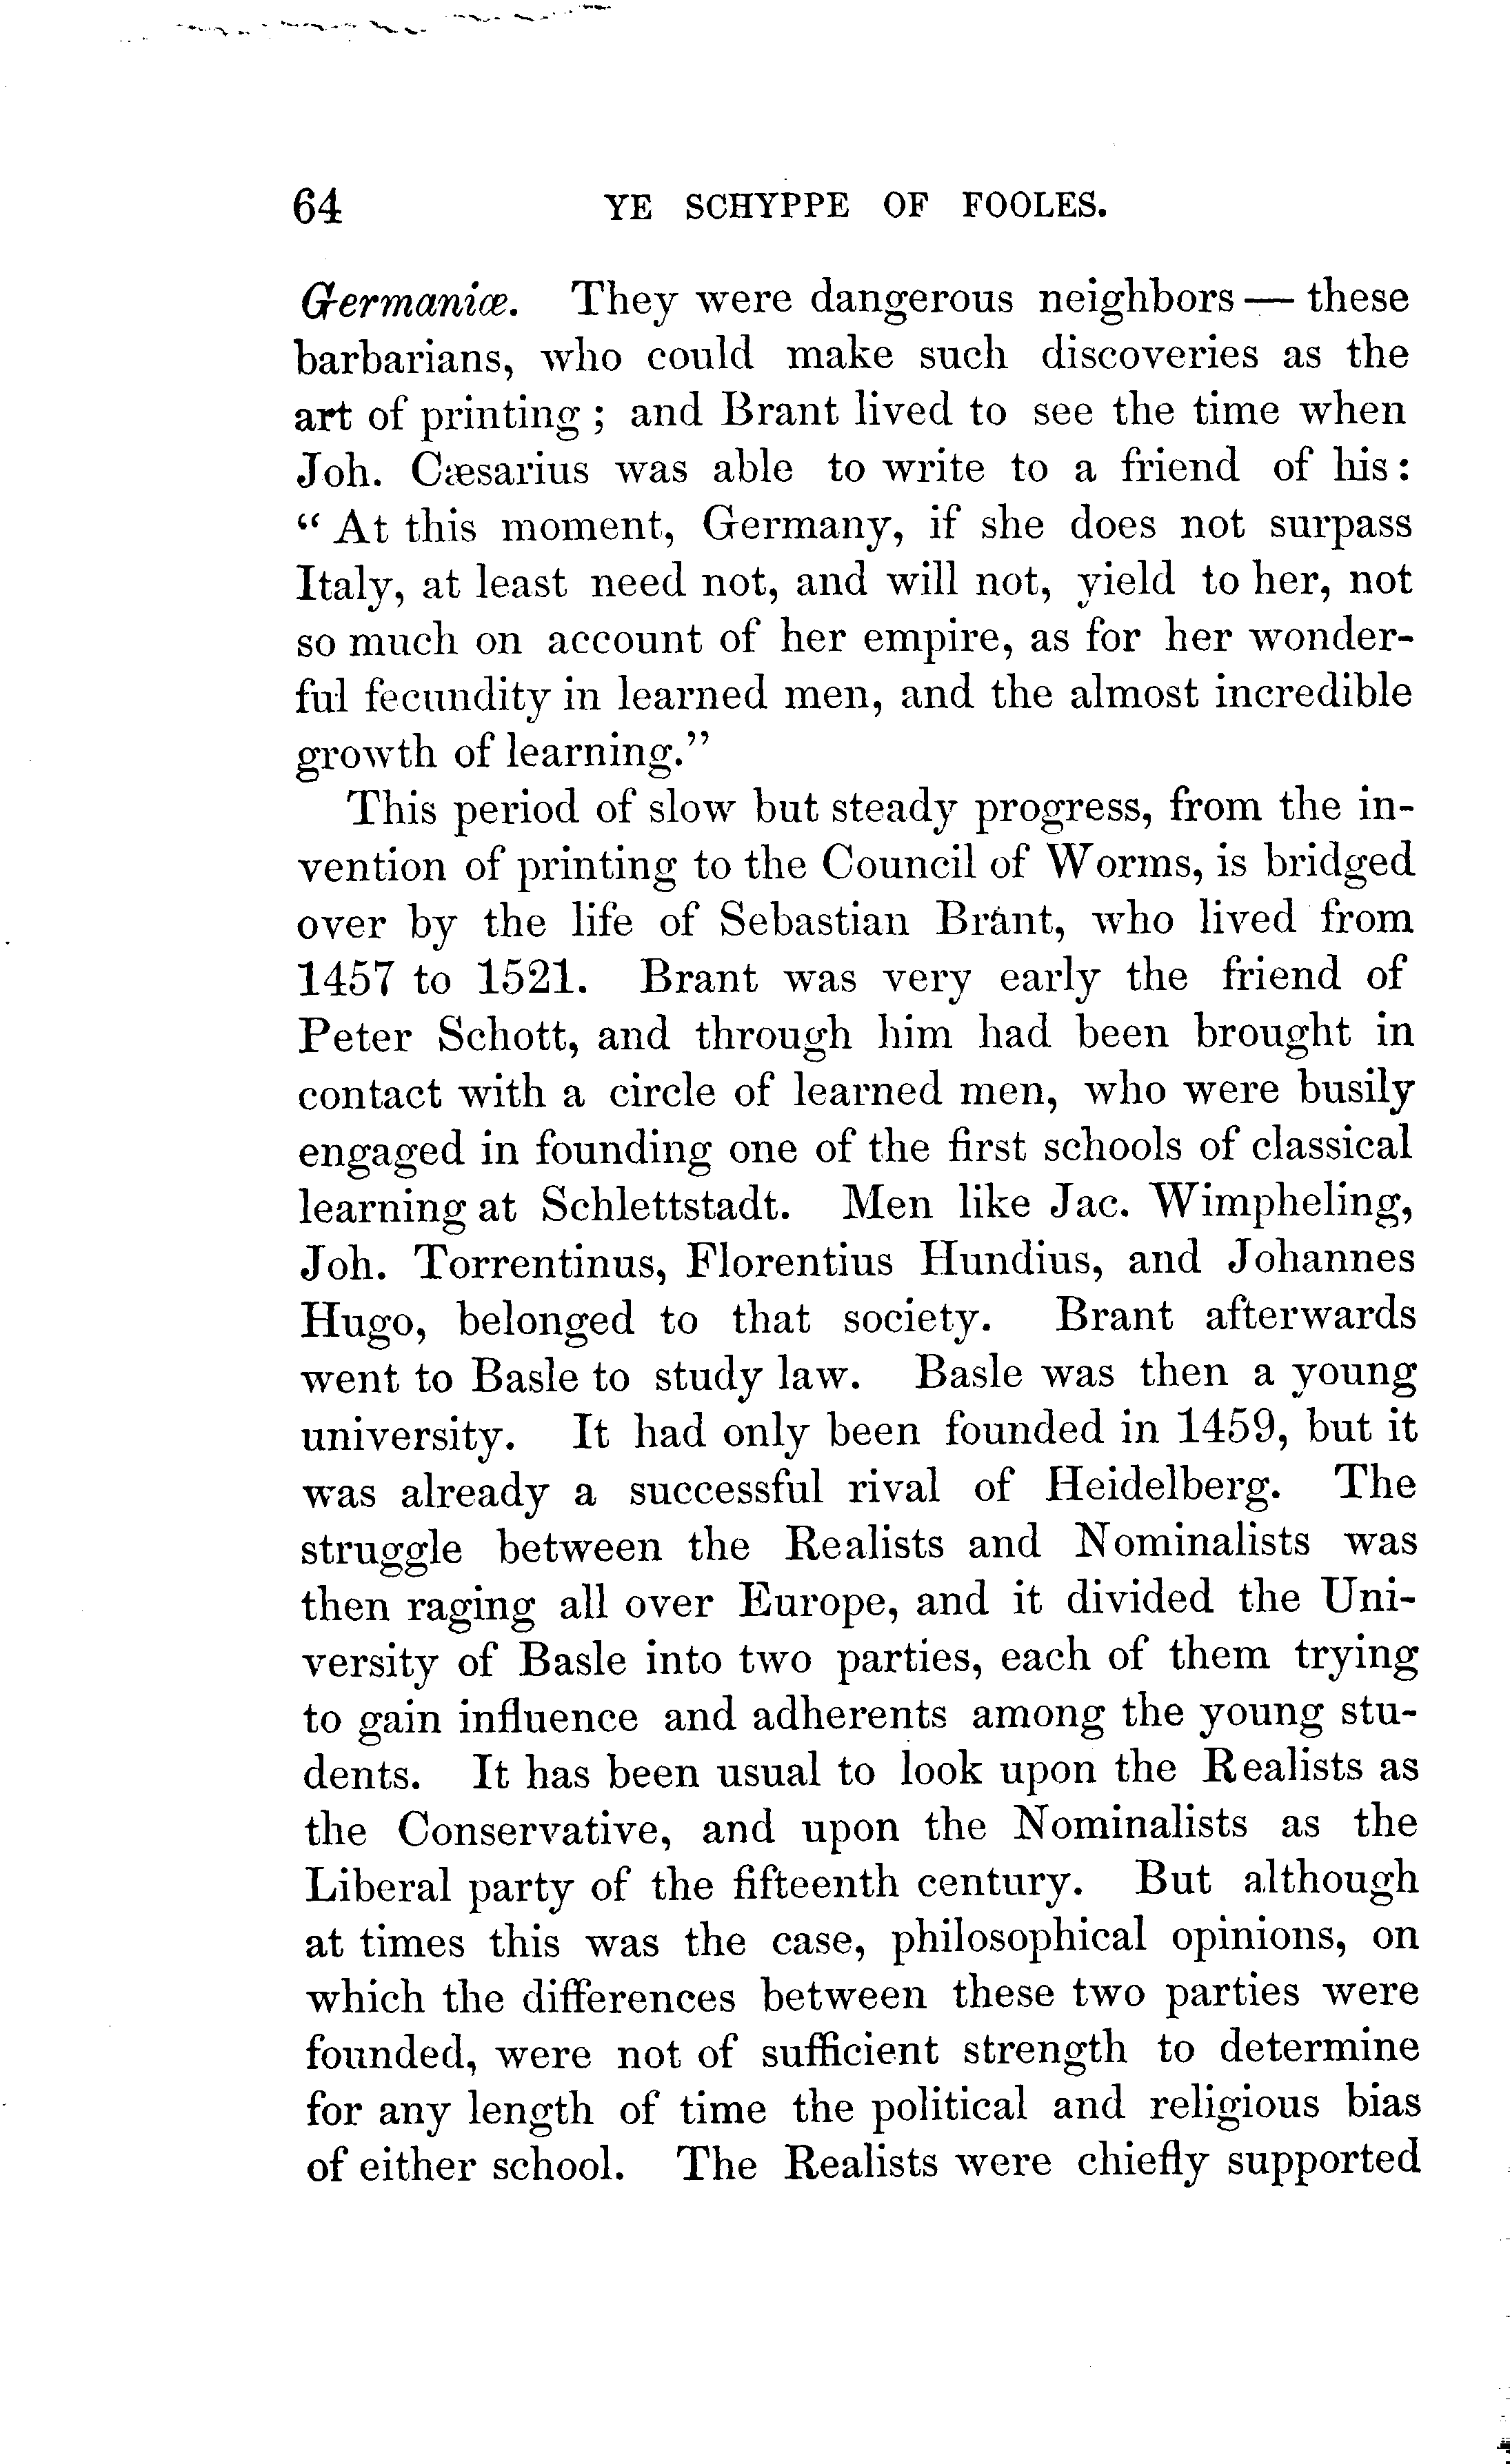 64 YE SCHYPPE OF FOOLES.
Germaniæ. They were dangerous neighbors — these
barbarians, who could make such discoveries as the
art of printing ; and Brant lived to see the time when
Joh. Cæsarius was able to write to a friend of his:
“ At this moment, Germany, if she does not surpass
Italy, at least need not, and will not, yield to her, not
so much on account of her empire, as for her wonder-
ful fecundity in learned men, and the almost incredible
growth of learning.”
This period of slow but steady progress, from the in-
vention of printing to the Council of Worms, is bridged
over by the life of Sebastian Brant, who lived from
1457 to 1521. Brant was very early the friend of
Peter Schott, and through him had been brought in
contact with a circle of learned men, who were busily
engaged in founding one of the first schools of classical
learning at Schlettstadt. Men like Jac. Wimpheling,
Joh. Torrentinus, Florentius Hundius, and Johannes
Hugo, belonged to that society. Brant afterwards
went to Basle to study law. Basle was then a young
university. It had only been founded in 1459, but it
was already a successful rival of Heidelberg. The
struggle between the Realists and Nominalists was
then raging all over Europe, and it divided the Uni-
versity of Basle into two parties, each of them trying
to gain influence and adherents among the young stu-
dents. It has been usual to look upon the Realists as
the Conservative, and upon the Nominalists as the
Liberal party of the fifteenth century. But although
at times this was the case, philosophical opinions, on
which the differences between these two parties were
founded, were not of sufficient strength to determine
for any length of time the political and religious bias
of either school. The Realists were chiefly supported